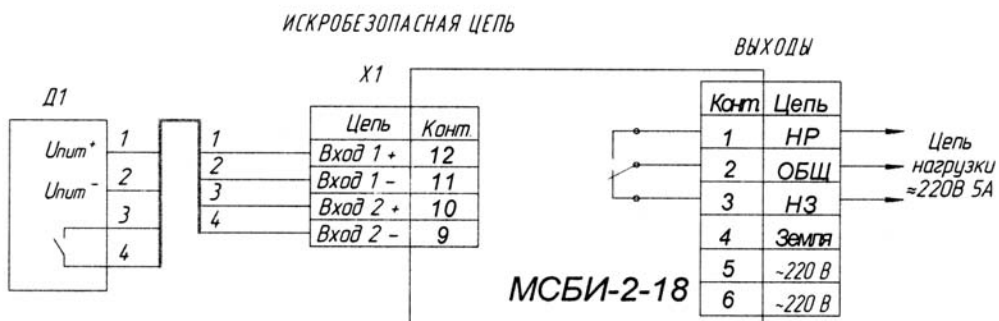 ИСКРОБЕЗОПАСНАЯ ЦЕПЬ
ВЫХОДЫ
X1
Д1
Uпит+
Uпит-
1
2
3
4
1
2
3
4
Цепь Конт.
Вход 1 + 12
Вход 1 - 11
Вход 2 + 10
Вход 2 - 9
Конт. Цепь
1 НР
2 ОБЩ
3 НЗ
4 Земля
5 ~220 В
6 ~220 В
Цепь
нагрузки
≈220В 5А
МСБИ-2-18